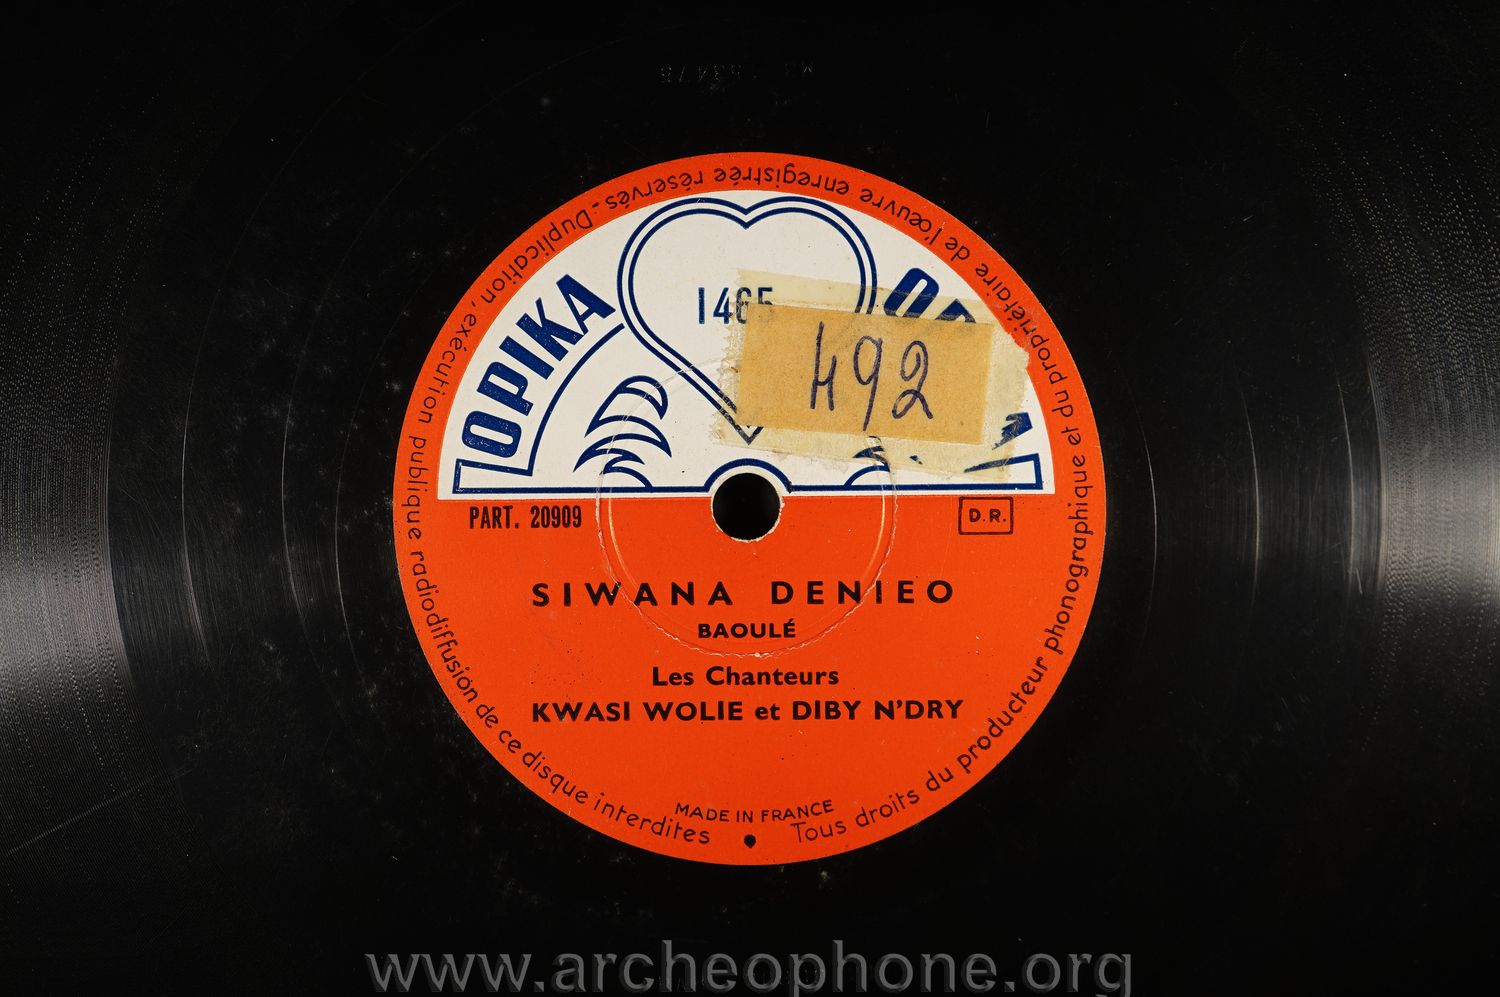 Tous droits du producteur phonographique et du propriétaire de l'œuvre enregistrée réservés - Duplication, exécution publique radiodiffusion de ce disque interdites
OPIKA
1465
492
PART. 20909
D.R.
SIWANA DENIEO
BAOULÉ
Les Chanteurs
KWASI WOLIE et DIBY N'DRY
MADE IN FRANCE
www.archeophone.org